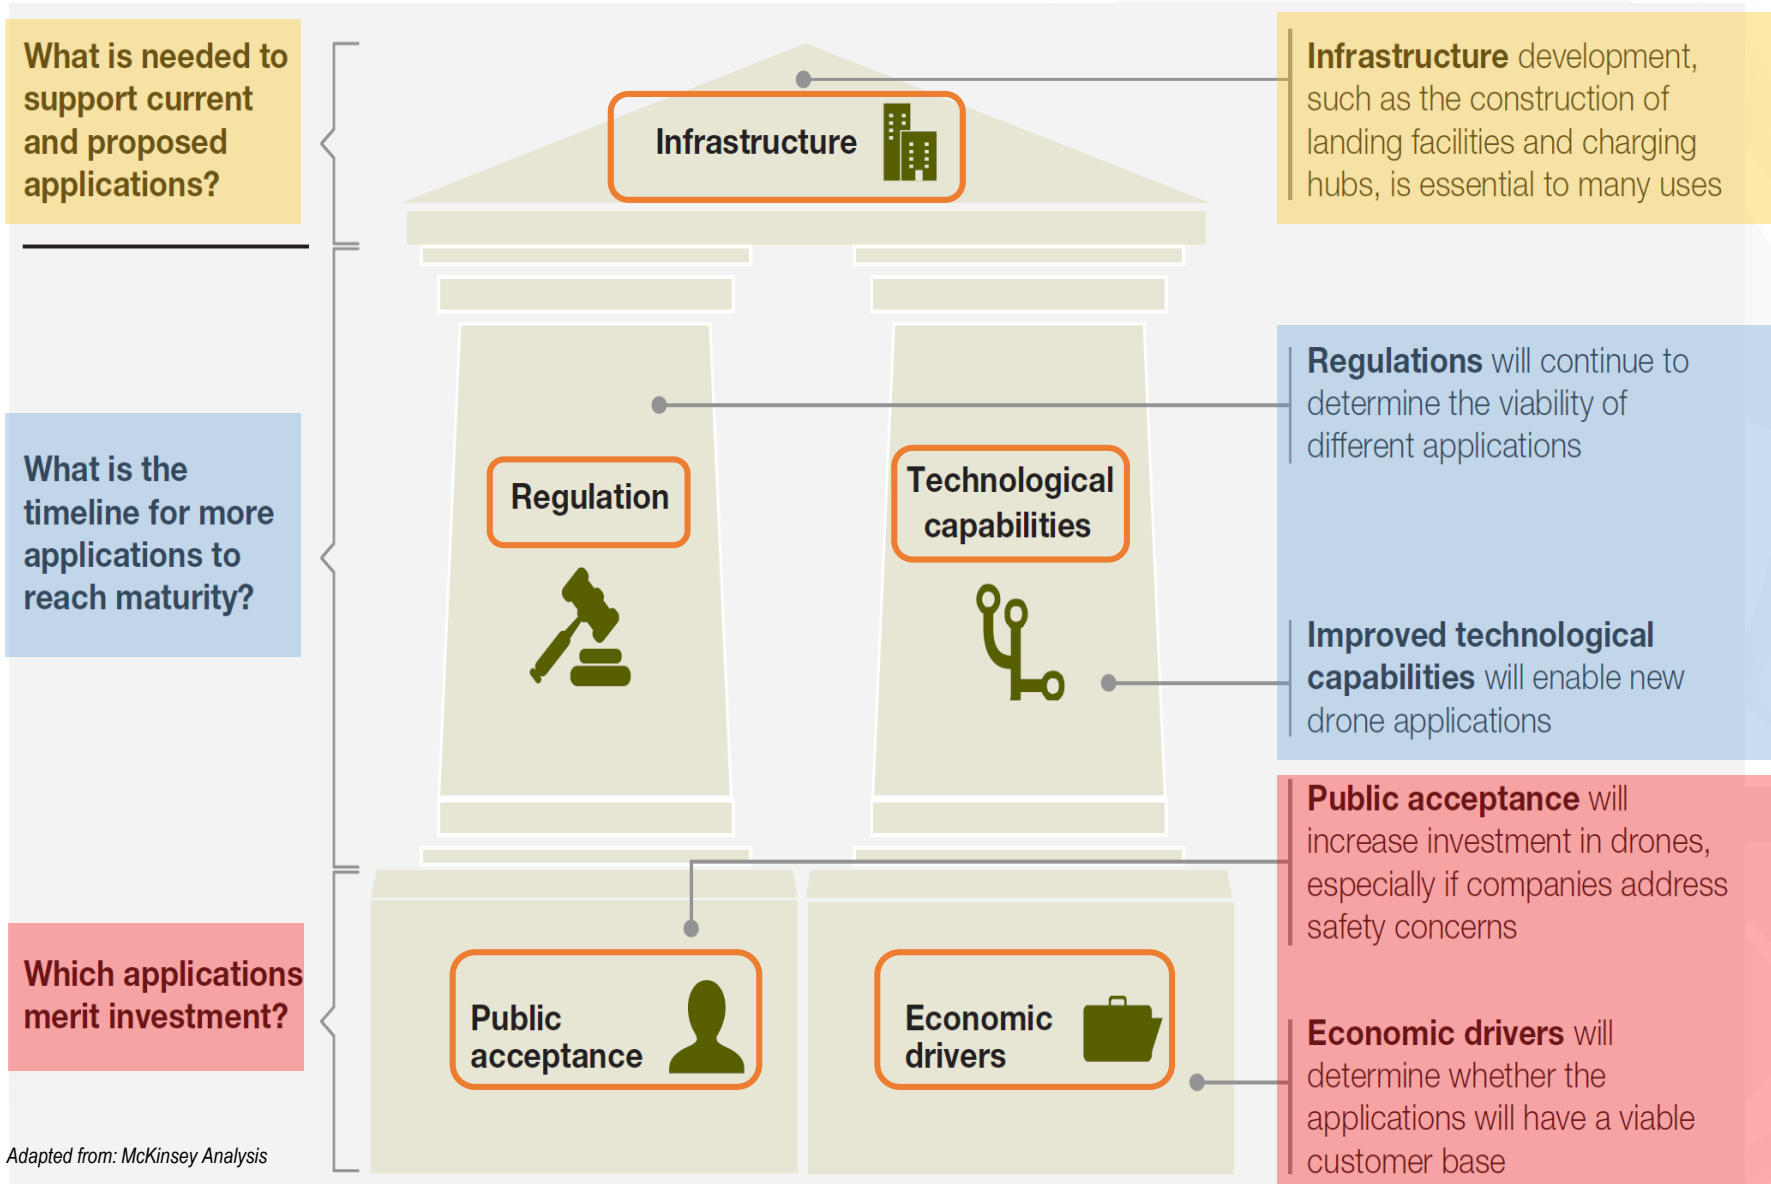 What is needed to
support current
and proposed
applications?
Infrastructure
Infrastructure development,
such as the construction of
landing facilities and charging
hubs, is essential to many uses
What is the
timeline for more
applications to
reach maturity?
Regulation
Technological
capabilities
Regulations will continue to
determine the viability of
different applications
Improved technological
capabilities will enable new
drone applications
Which applications
merit investment?
Public
acceptance
Economic
drivers
Public acceptance will
increase investment in drones,
especially if companies address
safety concerns
Economic drivers will
determine whether the
applications will have a viable
customer base
Adapted from: McKinsey Analysis